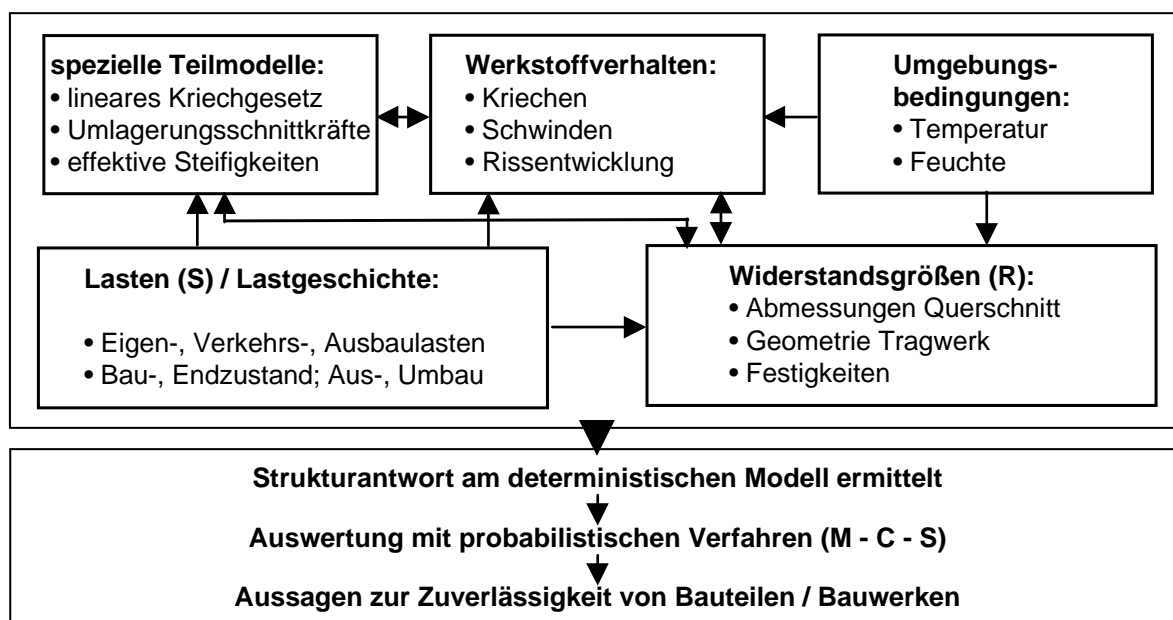 spezielle Teilmodelle:
• lineares Kriechgesetz
• Umlagerungsschnittkräfte
• effektive Steifigkeiten
Werkstoffverhalten:
• Kriechen
• Schwinden
• Rissentwicklung
Umgebungs-
bedingungen:
• Temperatur
• Feuchte
Lasten (S) / Lastgeschichte:
• Eigen-, Verkehrs-, Ausbaulasten
• Bau-, Endzustand; Aus-, Umbau
Widerstandsgrößen (R):
• Abmessungen Querschnitt
• Geometrie Tragwerk
• Festigkeiten
Strukturantwort am deterministischen Modell ermittelt
Auswertung mit probabilistischen Verfahren (M - C - S)
Aussagen zur Zuverlässigkeit von Bauteilen / Bauwerken